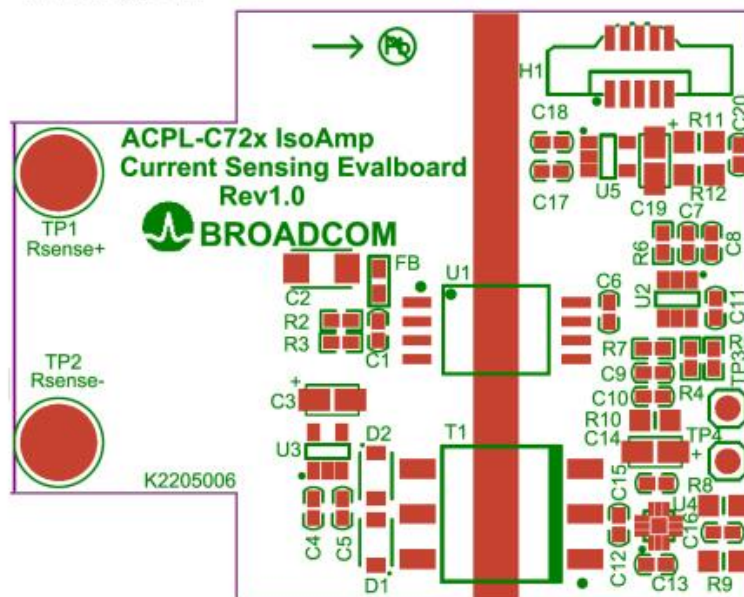 H1
C18
R11
C20
ACPL-C72x IsoAmp
Current Sensing Evalboard
Rev1.0
BROADCOM
U5
C17
C19
R12
TP1
Rsense+
C7
C8
R6
FB
U1
C2
C6
U2
C11
R2
R3
C1
R7
TP2
Rsense-
C9
TP3
C3
C10
R4
R10
U3
D2
T1
C14
TP4
K2205006
C15
R8
U4
C16
C4
C5
C12
D1
C13
R9